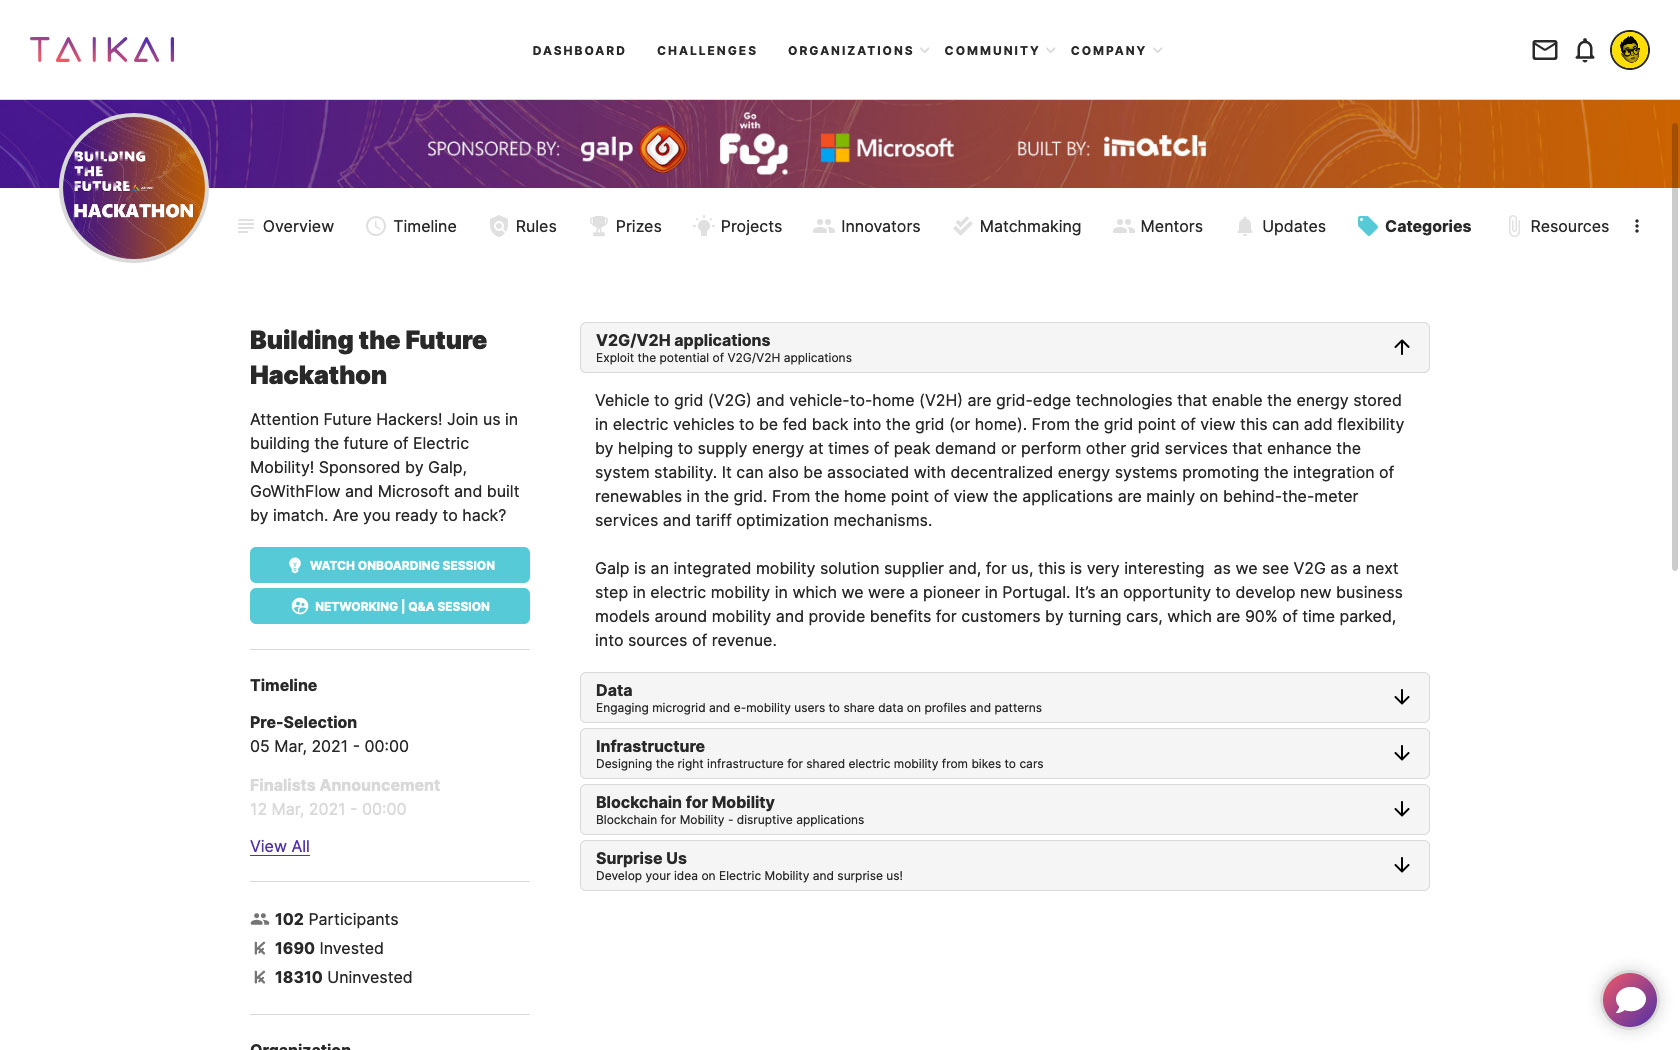 TAIKAI
DASHBOARD
CHALLENGES
ORGANIZATIONS
COMMUNITY
COMPANY
BUILDING
THE
FUTURE
HACKATHON
SPONSORED BY:
galp
Go
with
FLOW.
Microsoft
BUILT BY:
imatch
Overview
Timeline
Rules
Prizes
Projects
Innovators
Matchmaking
Mentors
Updates
Categories
Resources
Building the Future
Hackathon
Attention Future Hackers! Join us in
building the future of Electric
Mobility! Sponsored by Galp,
GoWithFlow and Microsoft and built
by imatch. Are you ready to hack?
WATCH ONBOARDING SESSION
NETWORKING | Q&A SESSION
Timeline
Pre-Selection
05 Mar, 2021 - 00:00
Finalists Announcement
12 Mar, 2021 - 00:00
View All
102 Participants
1690 Invested
18310 Uninvested
Organization
V2G/V2H applications
Exploit the potential of V2G/V2H applications
Vehicle to grid (V2G) and vehicle-to-home (V2H) are grid-edge technologies that enable the energy stored
in electric vehicles to be fed back into the grid (or home). From the grid point of view this can add flexibility
by helping to supply energy at times of peak demand or perform other grid services that enhance the
system stability. It can also be associated with decentralized energy systems promoting the integration of
renewables in the grid. From the home point of view the applications are mainly on behind-the-meter
services and tariff optimization mechanisms.
Galp is an integrated mobility solution supplier and, for us, this is very interesting  as we see V2G as a next
step in electric mobility in which we were a pioneer in Portugal. It’s an opportunity to develop new business
models around mobility and provide benefits for customers by turning cars, which are 90% of time parked,
into sources of revenue.
Data
Engaging microgrid and e-mobility users to share data on profiles and patterns
Infrastructure
Designing the right infrastructure for shared electric mobility from bikes to cars
Blockchain for Mobility
Blockchain for Mobility - disruptive applications
Surprise Us
Develop your idea on Electric Mobility and surprise us!